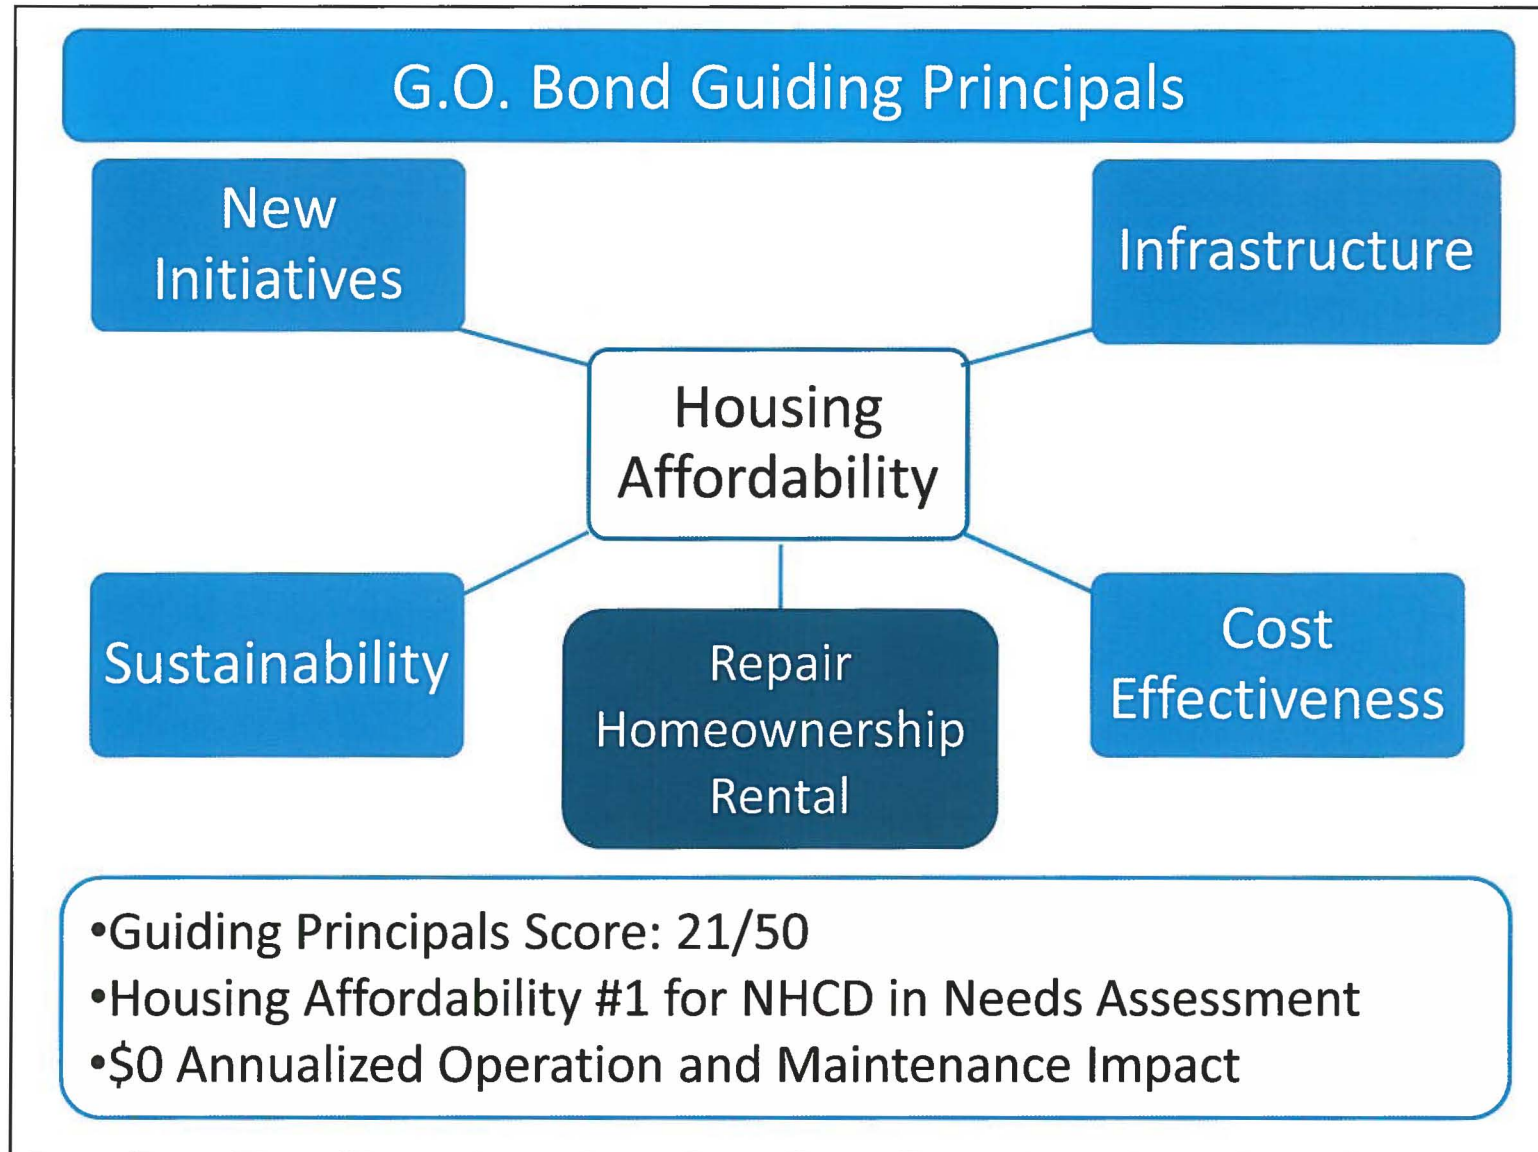 G.O. Bond Guiding Principals
New
Initiatives
Infrastructure
Housing
Affordability
Sustainability
Repair
Homeownership
Rental
Cost
Effectiveness
•Guiding Principals Score: 21/50
•Housing Affordability #1 for NHCD in Needs Assessment
•$0 Annualized Operation and Maintenance Impact